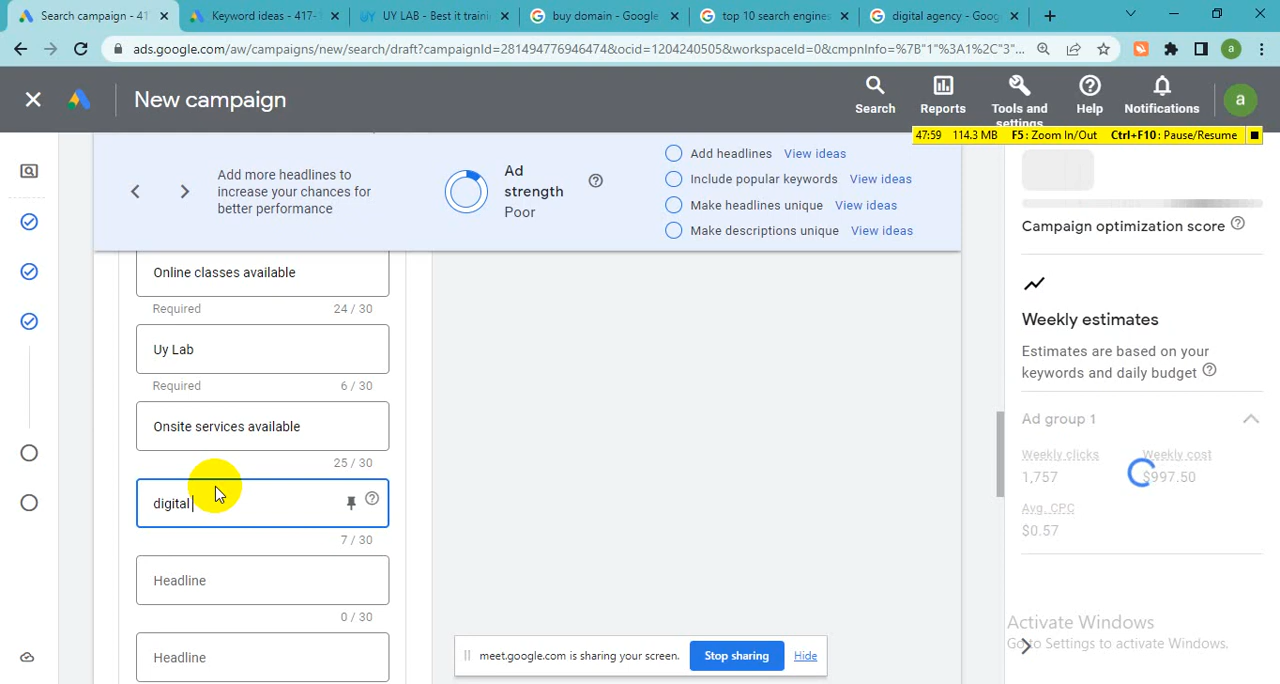 Search campaign - 41
Keyword ideas - 417-
UY LAB - Best it traini
buy domain - Google
top 10 search engines
digital agency - Goog
ads.google.com/aw/campaigns/new/search/draft?campaignId=281494776946474&ocid=1204240505&workspaceId=0&cmpnInfo=%7B"1"%3A1%2C"3"...
a
New campaign
Search
Reports
Tools and settings
Help
Notifications
a
47:59 114.3 MB F5: Zoom In/Out Ctrl+F10: Pause/Resume
Add more headlines to
increase your chances for
better performance
Ad
strength
Poor
Add headlines View ideas
Include popular keywords View ideas
Make headlines unique View ideas
Make descriptions unique View ideas
Online classes available
Required 24 / 30
Uy Lab
Required 6 / 30
Onsite services available
25 / 30
digital
7 / 30
Headline
0 / 30
Headline
Campaign optimization score
Weekly estimates
Estimates are based on your
keywords and daily budget
Ad group 1
Weekly clicks Weekly cost
1,757 $997.50
Avg. CPC
$0.57
Activate Windows
Go to Settings to activate Windows.
meet.google.com is sharing your screen. Stop sharing Hide